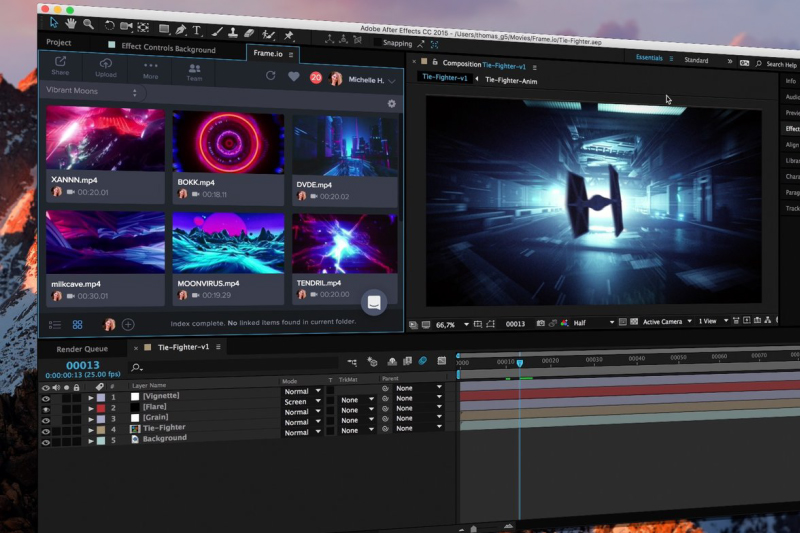 Adobe After Effects CC 2015 - /Users/thomas_g5/Movies/Frame.io/Tie-Fighter.aep
Snapping
Essentials
Standard
Search Help
Project
Effect Controls Background
Frame.io
Share
Upload
More
Team
20
Michelle H.
Vibrant Moons
XANNN.mp4
00:20.01
BOKK.mp4
00:18.11
DVDE.mp4
00:20.02
milkcave.mp4
00:30.01
MOONVIRUS.mp4
00:19.29
TENDRIL.mp4
00:20.00
Index complete. No linked items found in current folder.
Composition Tie-Fighter-v1
Tie-Fighter-v1
Tie-Fighter-Anim
66,7%
00013
Half
Active Camera
1 View
Info
Audio
Previe
Effect
Align
Librar
Chara
Parag
Track
Render Queue
Tie-Fighter-v1
00013
0:00:00:13 (25.00 fps)
# Layer Name
Mode
T TrkMat
Parent
00010
00020
00030
00040
00050
00060
00070
1 [Vignette] Normal None
2 [Flare] Screen None None
3 [Grain] Normal None None
4 Tie-Fighter Normal None None
5 Background Normal None None